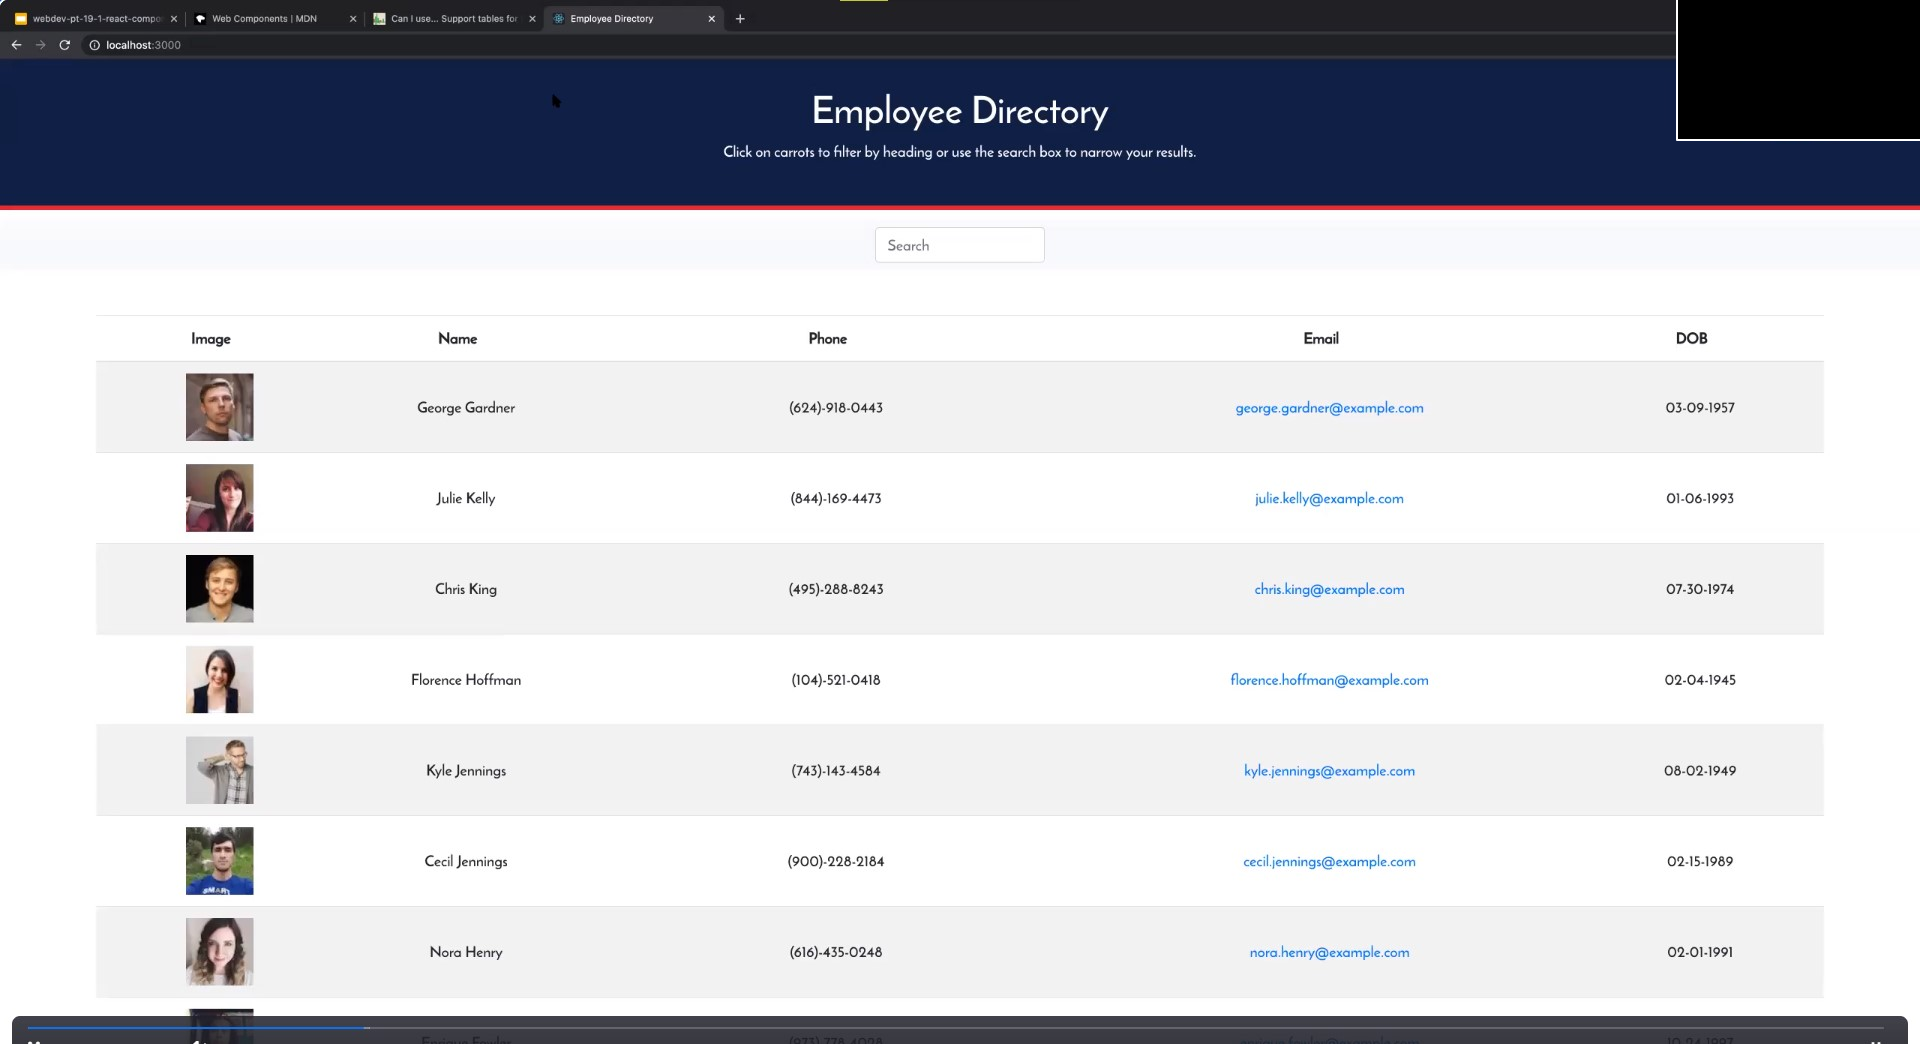 webdev-pt-19-1-react-compe
Web Components | MDN
Can I use... Support tables for
Employee Directory
localhost:3000
Employee Directory
Click on carrots to filter by heading or use the search box to narrow your results.
Search
Image Name Phone Email DOB
George Gardner (624)-918-0443 george.gardner@example.com 03-09-1957
Julie Kelly (844)-169-4473 julie.kelly@example.com 01-06-1993
Chris King (495)-288-8243 chris.king@example.com 07-30-1974
Florence Hoffman (104)-521-0418 florence.hoffman@example.com 02-04-1945
Kyle Jennings (743)-143-4584 kyle.jennings@example.com 08-02-1949
SMART
Cecil Jennings (900)-228-2184 cecil.jennings@example.com 02-15-1989
Nora Henry (616)-435-0248 nora.henry@example.com 02-01-1991